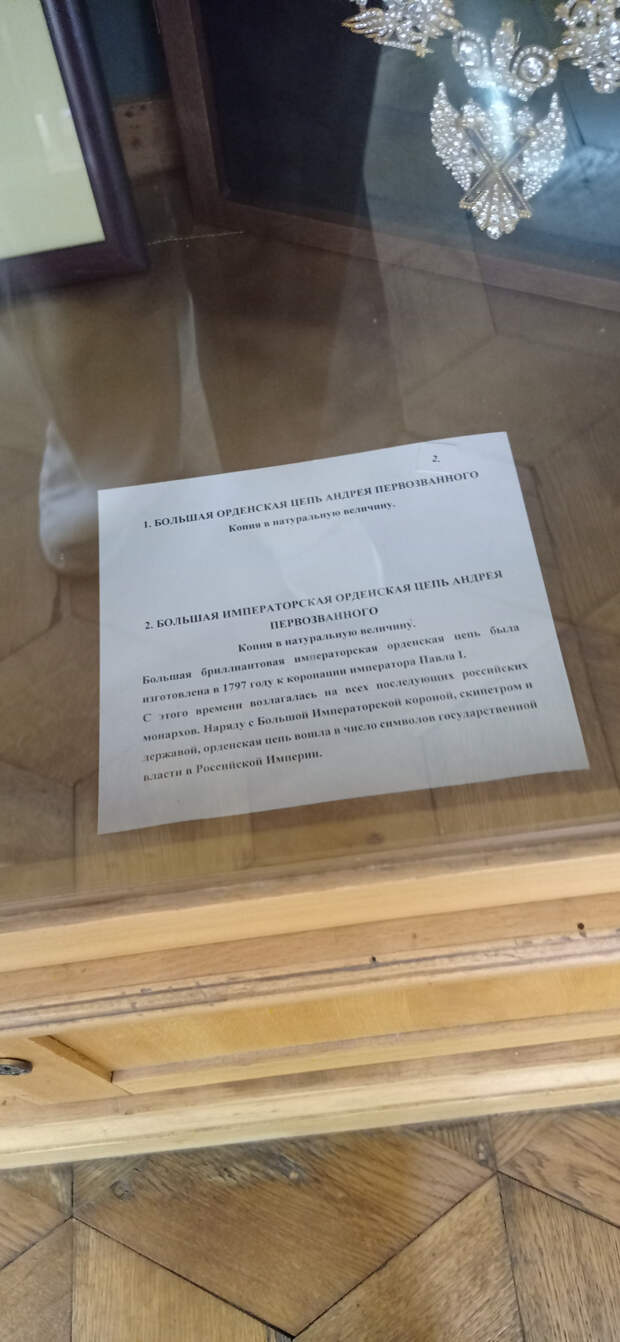 2.
1. БОЛЬШАЯ ОРДЕНСКАЯ ЦЕПЬ АНДРЕЯ ПЕРВОЗВАННОГО
Копия в натуральную величину.
2. БОЛЬШАЯ ИМПЕРАТОРСКАЯ ОРДЕНСКАЯ ЦЕПЬ АНДРЕЯ
ПЕРВОЗВАННОГО
Копия в натуральную величину.
Большая бриллиантовая императорская орденская цепь была
изготовлена в 1797 году к коронации императора Павла I.
С этого времени возлагалась на всех последующих российских
монархов. Наряду с Большой Императорской короной, скипетром и
державой, орденская цепь вошла в число символов государственной
власти в Российской Империи.